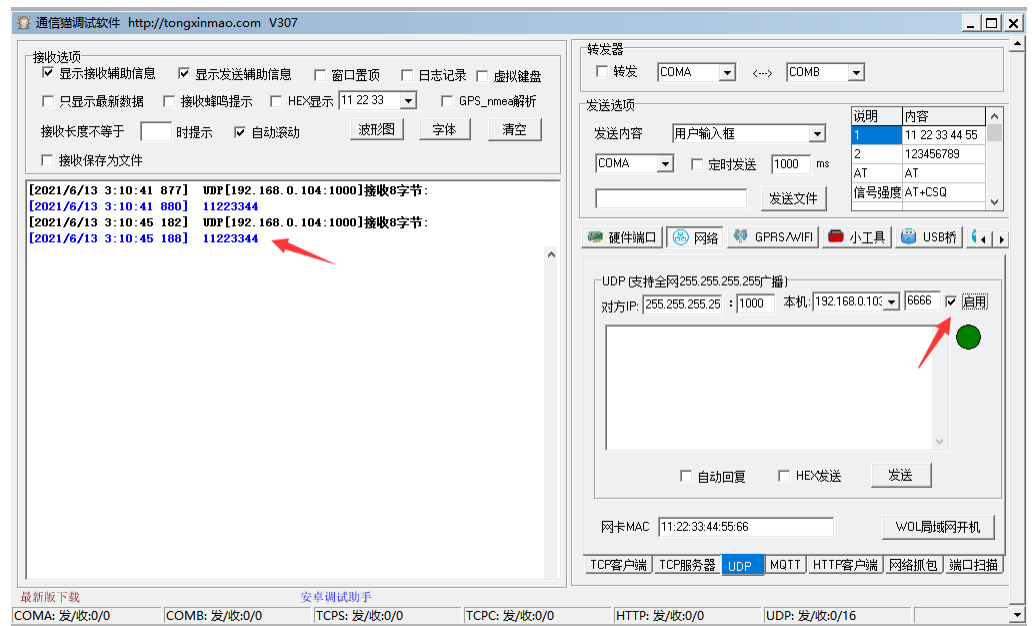 通信猫调试软件 http://tongxinmao.com V307
接收选项
显示接收辅助信息 显示发送辅助信息 窗口置顶 日志记录 虚拟键盘
只显示最新数据 接收蜂鸣提示 HEX显示 11 22 33 GPS_nmea解析
接收长度不等于 时提示 自动滚动 波形图 字体 清空
接收保存为文件
[2021/6/13 3:10:41 877] UDP[192.168.0.104:1000]接收8字节:
[2021/6/13 3:10:41 880] 11223344
[2021/6/13 3:10:45 182] UDP[192.168.0.104:1000]接收8字节:
[2021/6/13 3:10:45 188] 11223344
转发器
转发 COMA <---> COMB
发送选项
发送内容 用户输入框
COMA 定时发送 1000 ms
发送文件
说明 内容
1 11 22 33 44 55
2 123456789
AT AT
信号强度 AT+CSQ
硬件端口 网络 GPRS/WIFI 小工具 USB桥
UDP (支持全网255.255.255.255广播)
对方IP: 255.255.255.25 : 1000 本机: 192.168.0.103 6666 启用
自动回复 HEX发送 发送
网卡MAC 11:22:33:44:55:66 WOL局域网开机
TCP客户端 TCP服务器 UDP MQTT HTTP客户端 网络抓包 端口扫描
最新版下载 安卓调试助手
COMA: 发/收:0/0 COMB: 发/收:0/0 TCPS: 发/收:0/0 TCPC: 发/收:0/0 HTTP: 发/收:0/0 UDP: 发/收:0/16